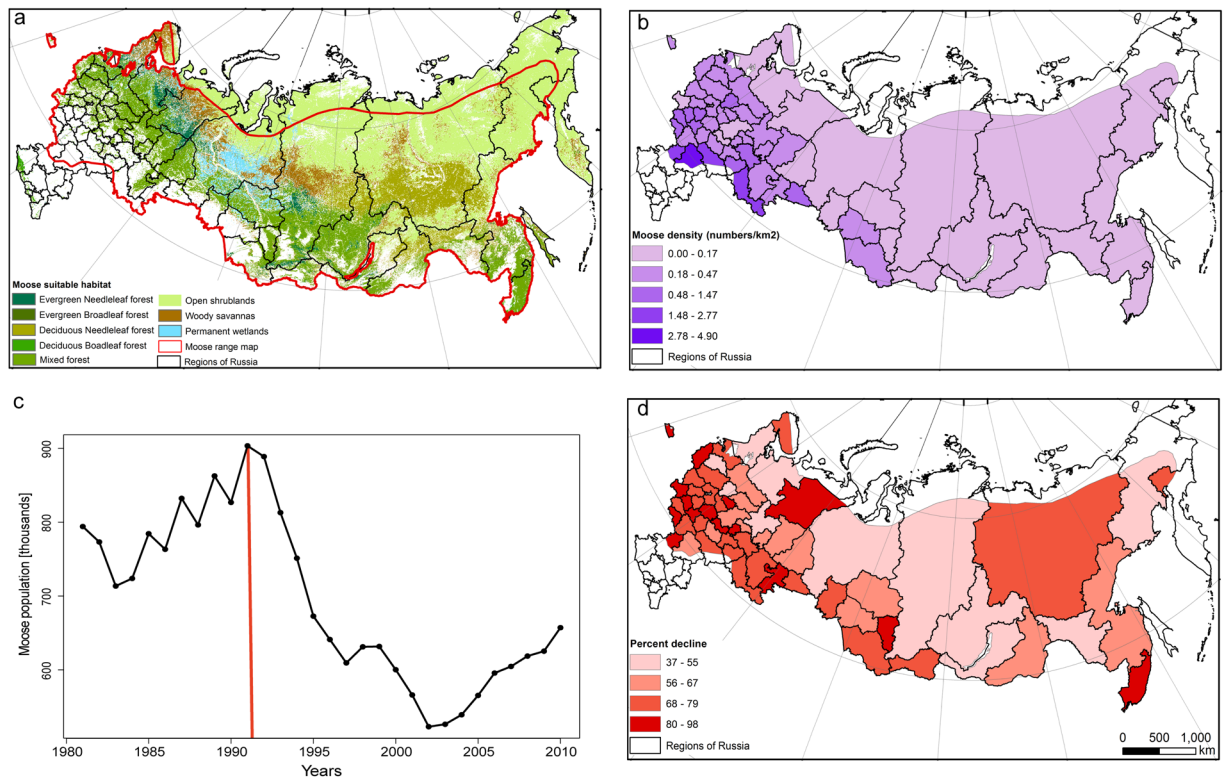 a
Moose suitable habitat
Evergreen Needleleaf forest
Evergreen Broadleaf forest
Deciduous Needleleaf forest
Deciduous Boadleaf forest
Mixed forest
Open shrublands
Woody savannas
Permanent wetlands
Moose range map
Regions of Russia
b
Moose density (numbers/km2)
0.00 - 0.17
0.18 - 0.47
0.48 - 1.47
1.48 - 2.77
2.78 - 4.90
Regions of Russia
c
Moose population [thousands]
900
800
700
600
1980 1985 1990 1995 2000 2005 2010
Years
d
Percent decline
37 - 55
56 - 67
68 - 79
80 - 98
Regions of Russia
0 500 1,000
km